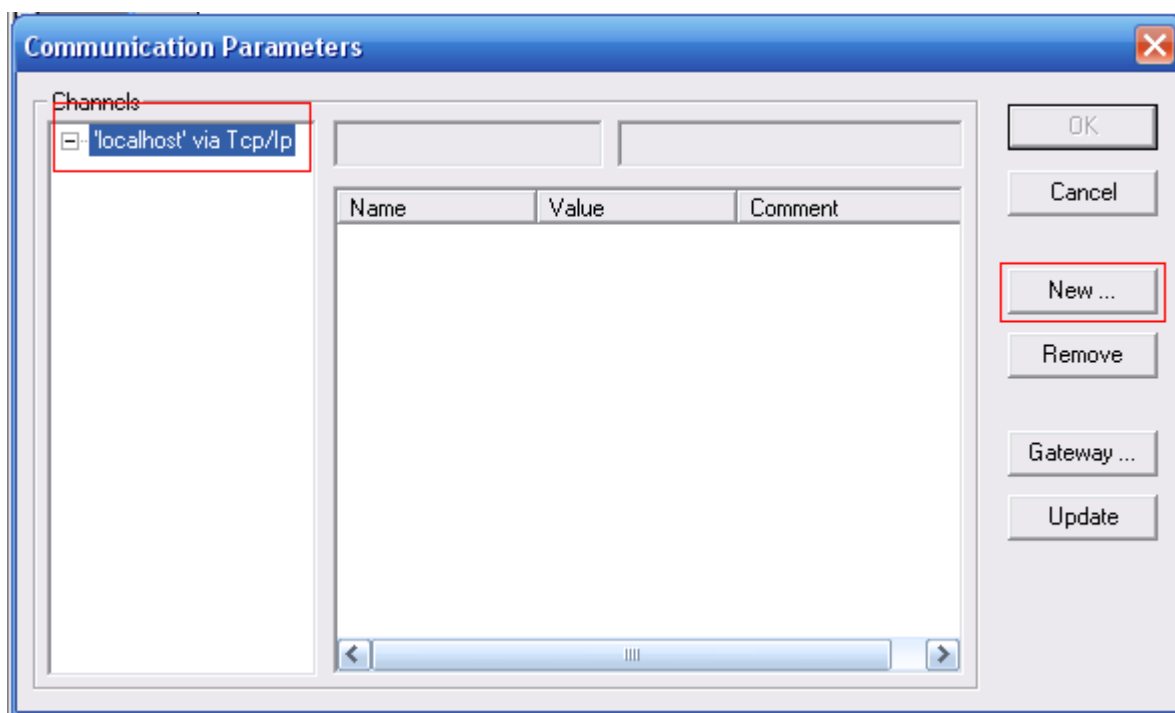 Communication Parameters
Channels
'localhost' via Tcp/Ip
Name Value Comment
OK
Cancel
New ...
Remove
Gateway ...
Update